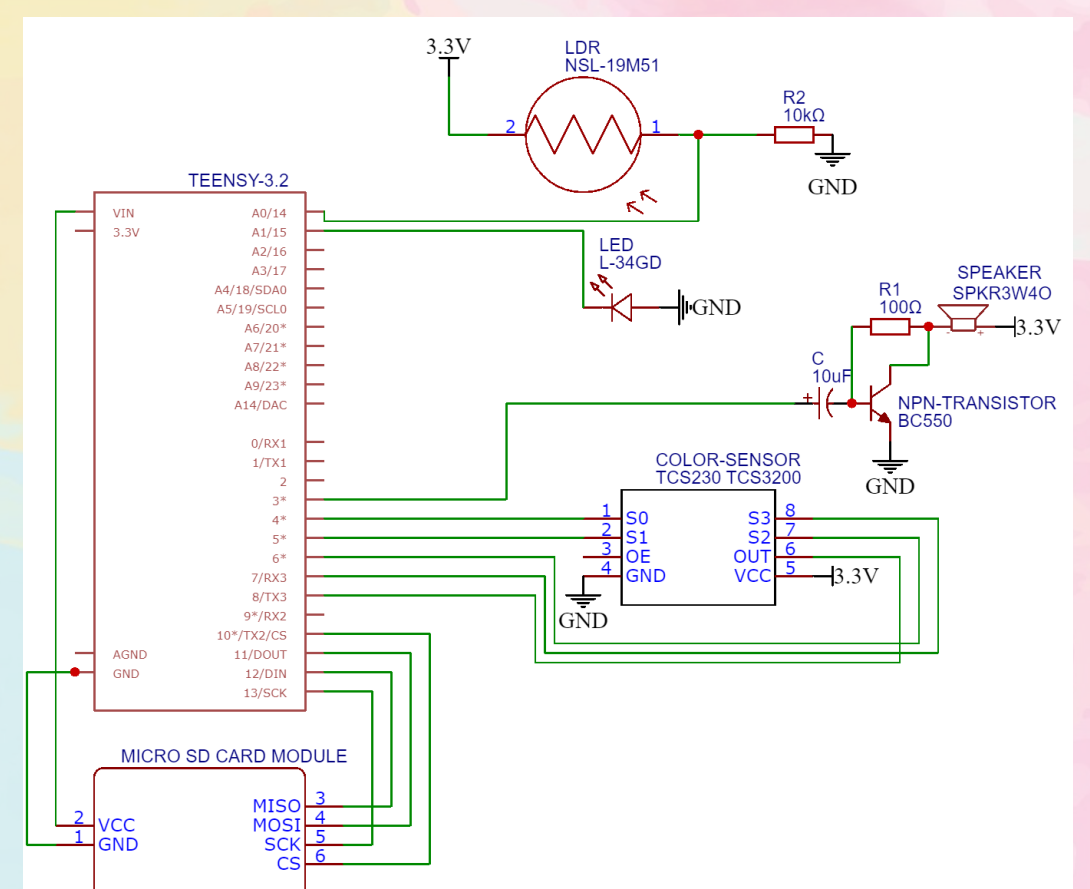 3.3V
LDR
NSL-19M51
2
1
R2
10kΩ
GND
TEENSY-3.2
VIN
3.3V
AGND
GND
A0/14
A1/15
A2/16
A3/17
A4/18/SDA0
A5/19/SCL0
A6/20*
A7/21*
A8/22*
A9/23*
A14/DAC
0/RX1
1/TX1
2
3*
4*
5*
6*
7/RX3
8/TX3
9*/RX2
10*/TX2/CS
11/DOUT
12/DIN
13/SCK
LED
L-34GD
GND
SPEAKER
SPKR3W4O
R1
100Ω
- +
3.3V
C
10uF
+
NPN-TRANSISTOR
BC550
GND
COLOR-SENSOR
TCS230 TCS3200
1 S0
2 S1
3 OE
4 GND
S3 8
S2 7
OUT 6
VCC 5
3.3V
GND
MICRO SD CARD MODULE
2 VCC
1 GND
MISO 3
MOSI 4
SCK 5
CS 6